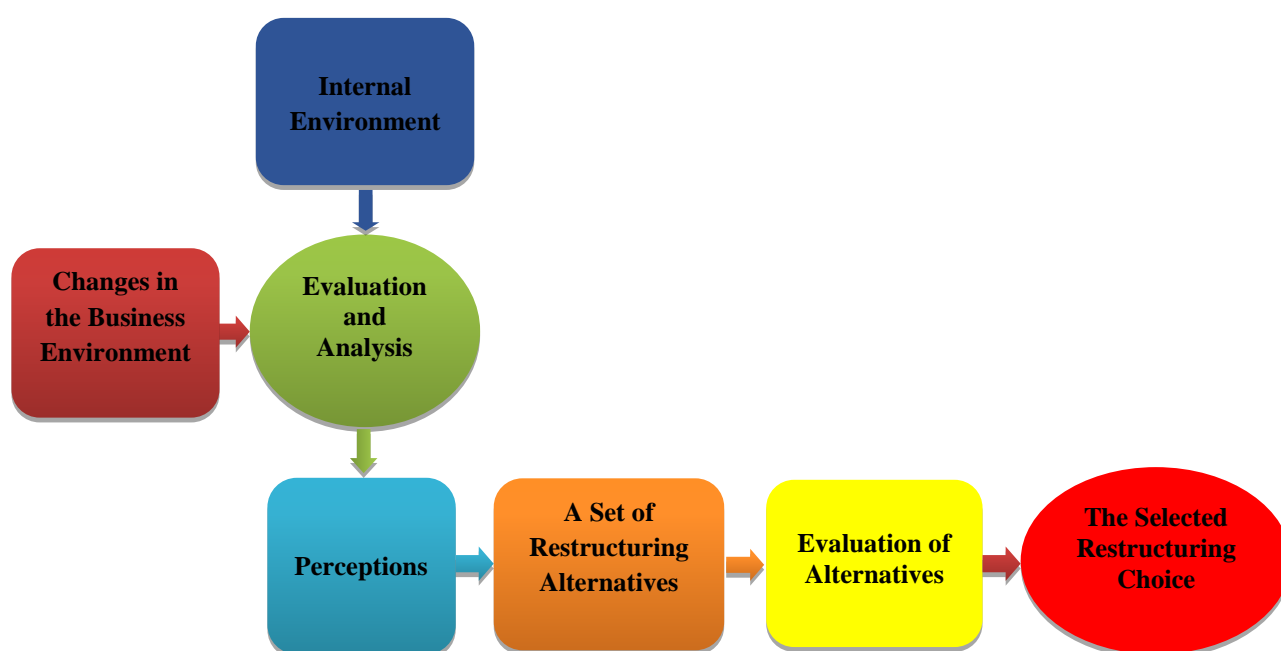 Internal
Environment
Changes in
the Business
Environment
Evaluation
and
Analysis
Perceptions
A Set of
Restructuring
Alternatives
Evaluation of
Alternatives
The Selected
Restructuring
Choice